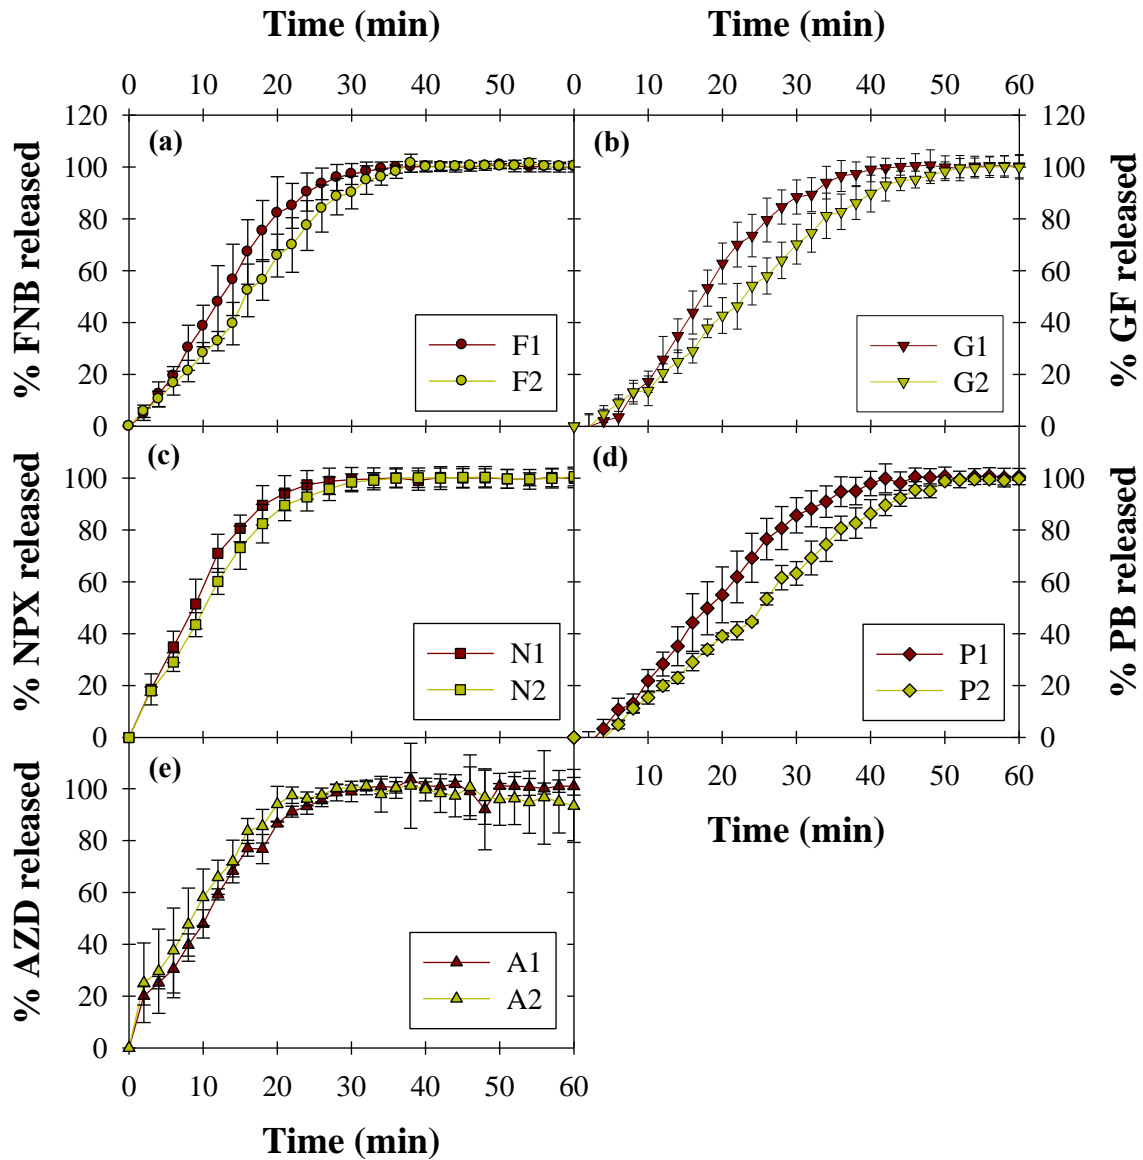 Time (min) Time (min)
0 10 20 30 40 50 0 10 20 30 40 50 60
120 (a) (b) 120
100 100
80 80
60 60
40 40
20 20
0 0
% FNB released
% GF released
F1
F2
G1
G2
(c) (d)
100 100
80 80
60 60
40 40
20 20
0 0
% NPX released
% PB released
N1
N2
P1
P2
10 20 30 40 50 60
Time (min)
(e)
100
80
60
40
20
0
% AZD released
A1
A2
0 10 20 30 40 50 60
Time (min)